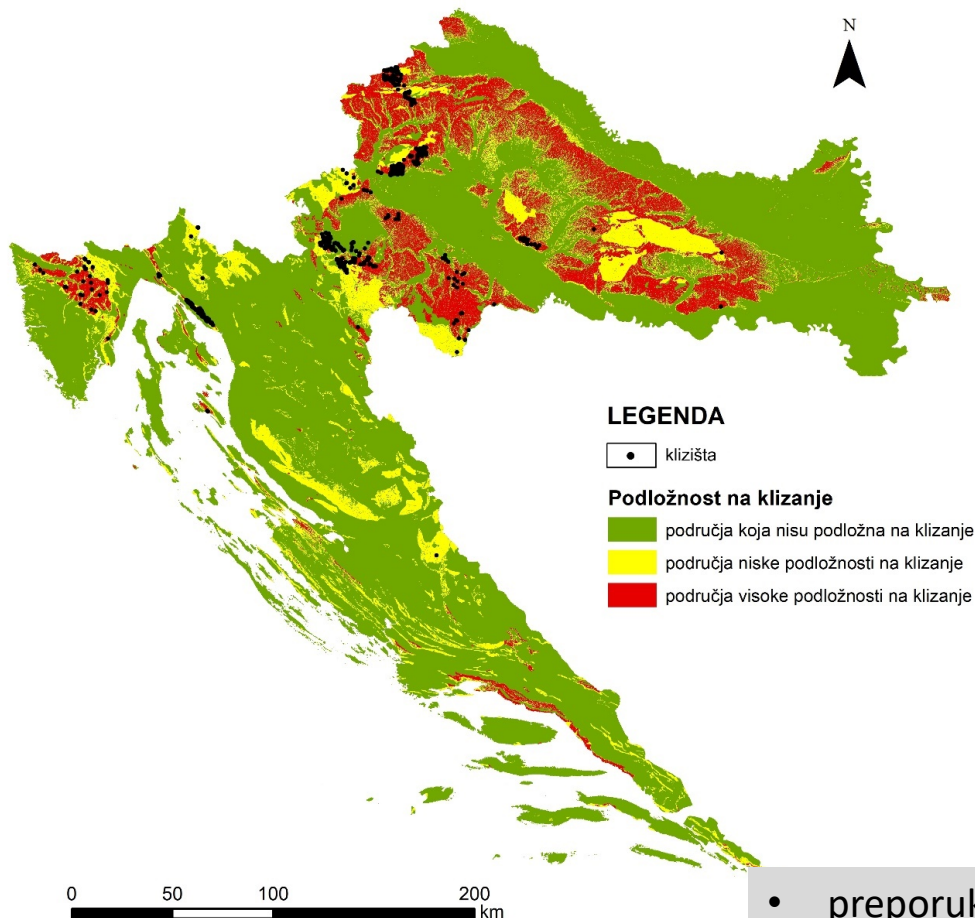 N
LEGENDA
klizišta
Podložnost na klizanje
područja koja nisu podložna na klizanje
područja niske podložnosti na klizanje
područja visoke podložnosti na klizanje
0 50 100 200
km
• preporuk